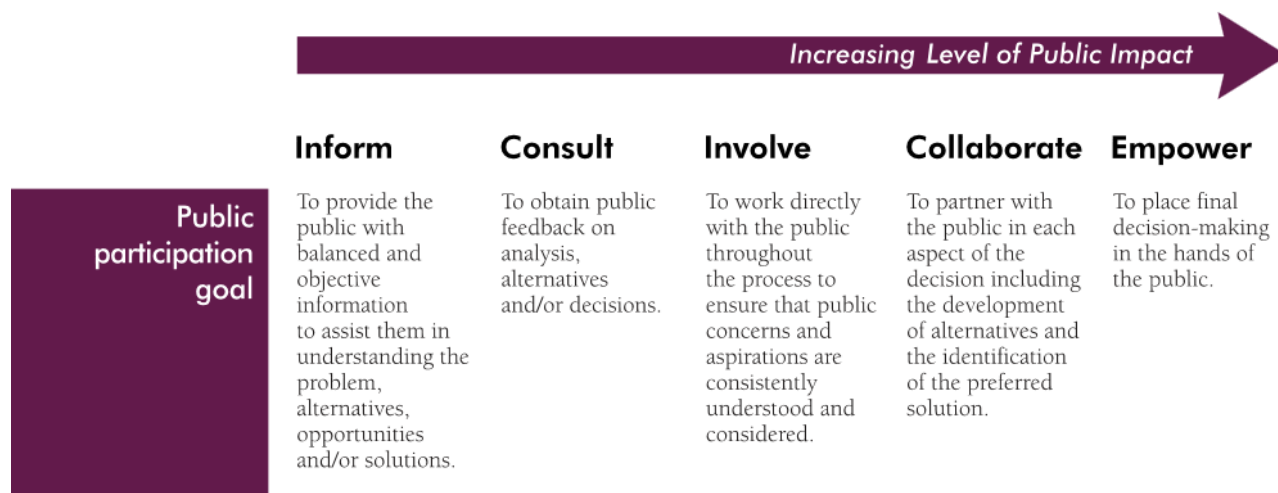 Increasing Level of Public Impact
Inform
Consult
Involve
Collaborate
Empower
Public
participation
goal
To provide the
public with
balanced and
objective
information
to assist them in
understanding the
problem,
alternatives,
opportunities
and/or solutions.
To obtain public
feedback on
analysis,
alternatives
and/or decisions.
To work directly
with the public
throughout
the process to
ensure that public
concerns and
aspirations are
consistently
understood and
considered.
To partner with
the public in each
aspect of the
decision including
the development
of alternatives and
the identification
of the preferred
solution.
To place final
decision-making
in the hands of
the public.